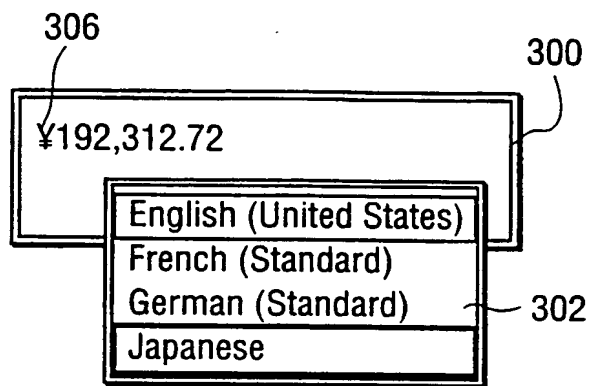 306
300
¥192,312.72
English (United States)
French (Standard)
German (Standard)
302
Japanese